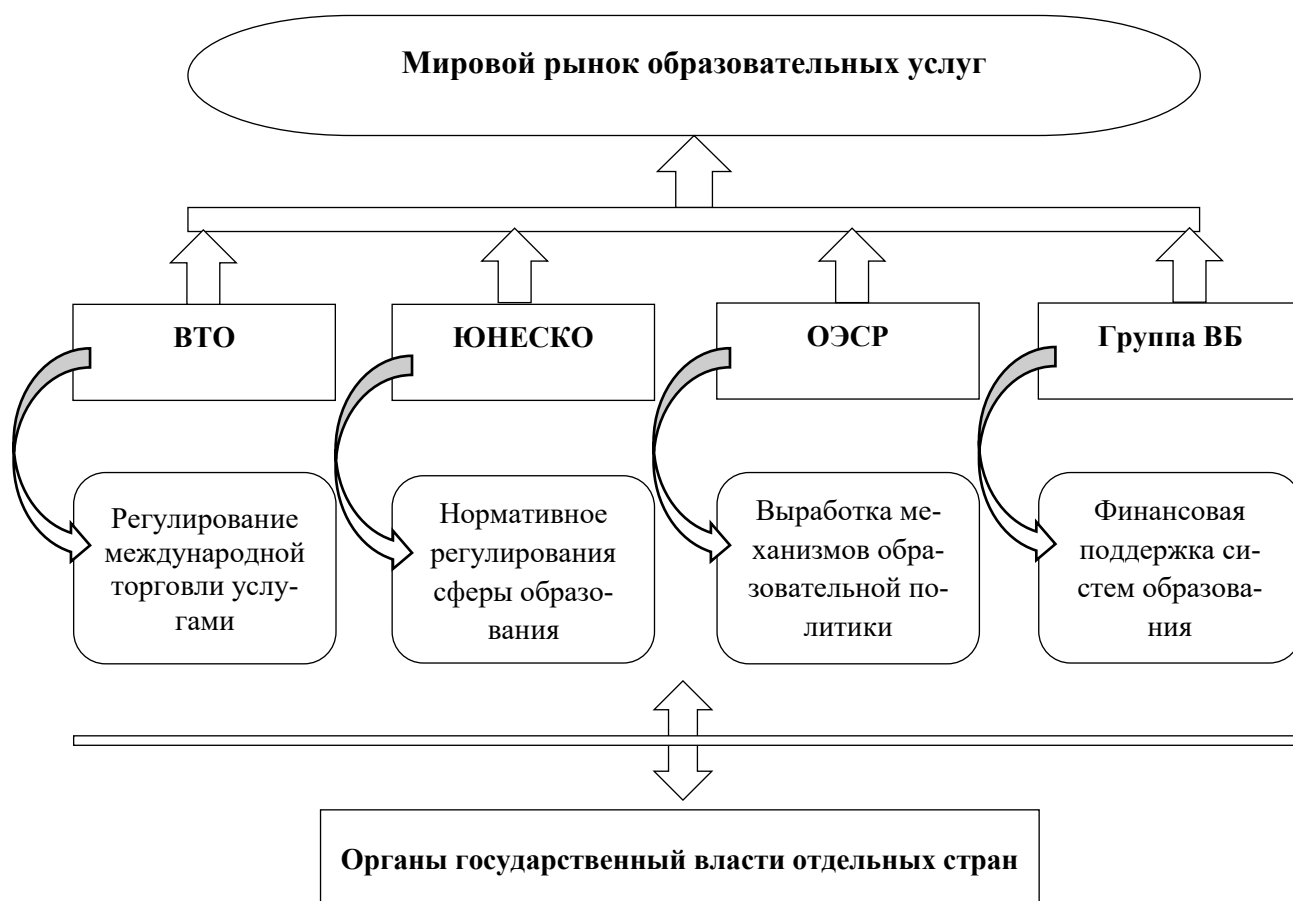 Мировой рынок образовательных услуг
ВТО
ЮНЕСКО
ОЭСР
Группа ВБ
Регулирование
международной
торговли услу-
гами
Нормативное
регулирования
сферы образо-
вания
Выработка ме-
ханизмов обра-
зовательной по-
литики
Финансовая
поддержка си-
стем образова-
ния
Органы государственный власти отдельных стран